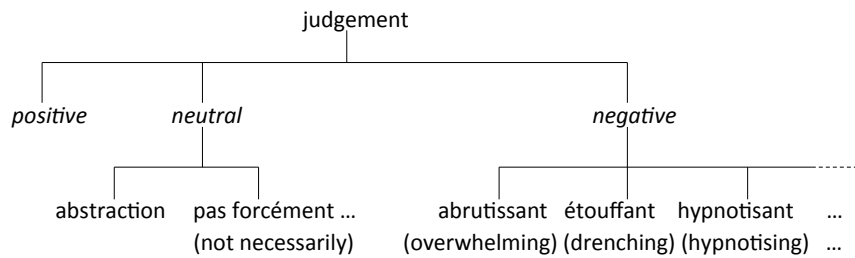 judgement
positive neutral negative
abstraction pas forcément ... abrutissant étouffant hypnotisant ...
(not necessarily) (overwhelming) (drenching) (hypnotising) ...